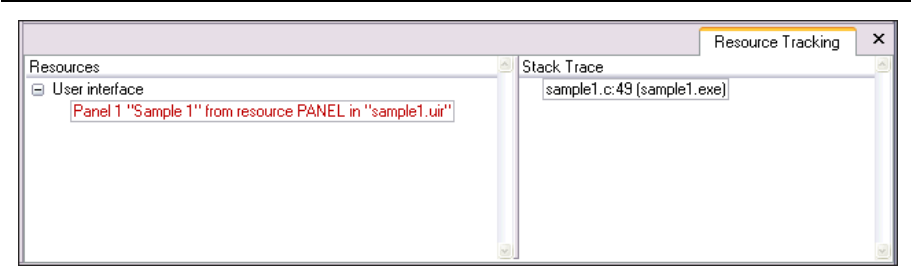 Resource Tracking
Resources
Stack Trace
User interface
sample1.c:49 (sample1.exe)
Panel 1 "Sample 1" from resource PANEL in "sample1.uir"